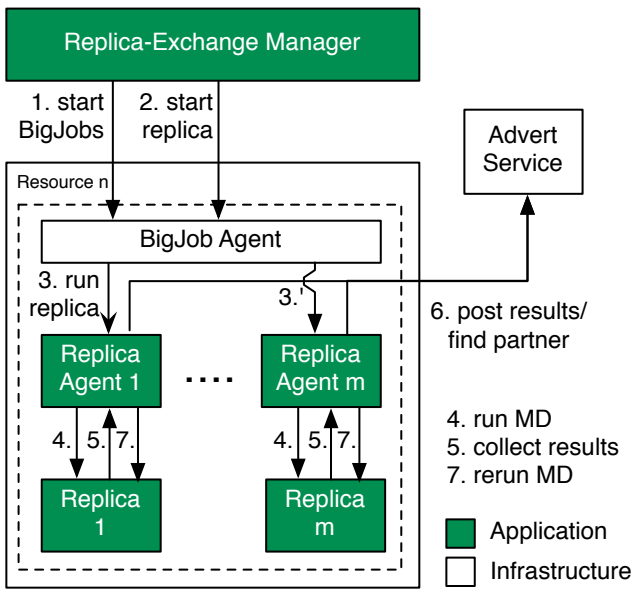 Replica-Exchange Manager
1. start
BigJobs
2. start
replica
Advert
Service
Resource n
BigJob Agent
3. run
replica
3.'
6. post results/
find partner
Replica
Agent 1
....
Replica
Agent m
4. 5. 7.
4. 5. 7.
4. run MD
5. collect results
7. rerun MD
Replica
1
Replica
m
Application
Infrastructure